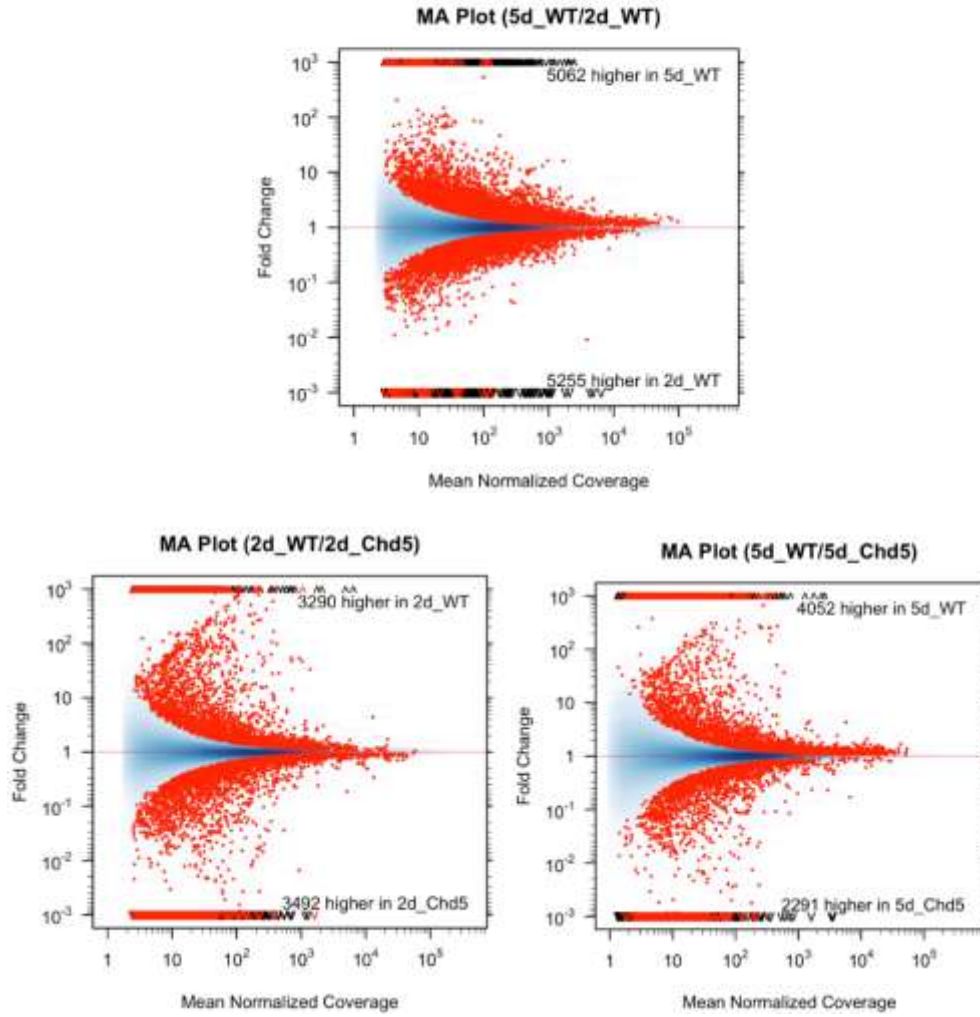 MA Plot (5d_WT/2d_WT)
10³
5062 higher in 5d_WT
10²
10
Fold Change
1
10⁻¹
10⁻²
5255 higher in 2d_WT
10⁻³
1 10 10² 10³ 10⁴ 10⁵
Mean Normalized Coverage
MA Plot (2d_WT/2d_Chd5)
10³
3290 higher in 2d_WT
10²
10
Fold Change
1
10⁻¹
10⁻²
3492 higher in 2d_Chd5
10⁻³
1 10 10² 10³ 10⁴ 10⁵
Mean Normalized Coverage
MA Plot (5d_WT/5d_Chd5)
10³
4052 higher in 5d_WT
10²
10
Fold Change
1
10⁻¹
10⁻²
2291 higher in 5d_Chd5
10⁻³
1 10 10² 10³ 10⁴ 10⁵
Mean Normalized Coverage